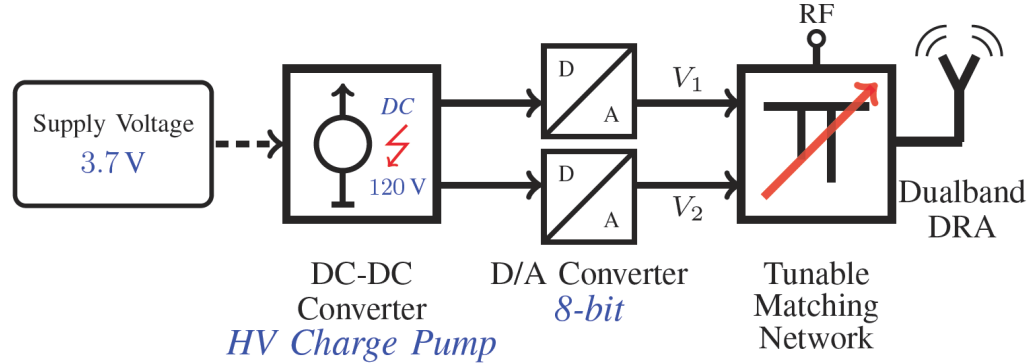 Supply Voltage
3.7 V
DC
120 V
DC-DC
Converter
HV Charge Pump
D
A
D
A
D/A Converter
8-bit
V1
V2
RF
Tunable
Matching
Network
Dualband
DRA